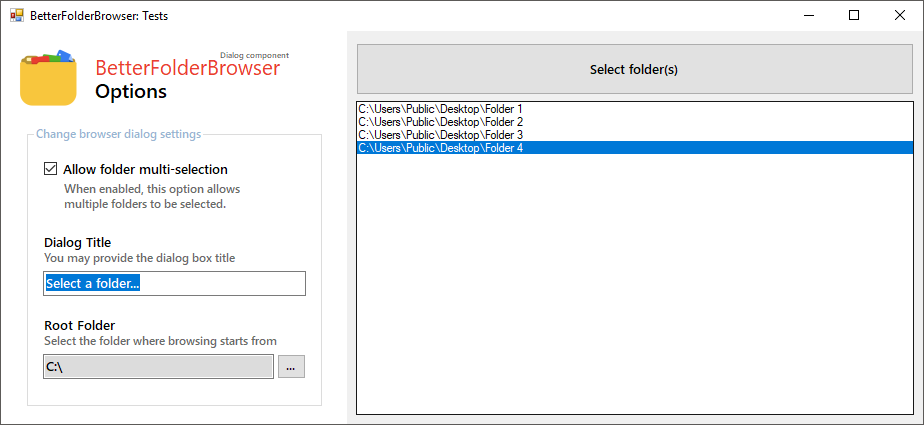 BetterFolderBrowser: Tests
Dialog component
BetterFolderBrowser
Options
Change browser dialog settings
Allow folder multi-selection
When enabled, this option allows
multiple folders to be selected.
Dialog Title
You may provide the dialog box title
Select a folder...
Root Folder
Select the folder where browsing starts from
C:\
...
Select folder(s)
C:\Users\Public\Desktop\Folder 1
C:\Users\Public\Desktop\Folder 2
C:\Users\Public\Desktop\Folder 3
C:\Users\Public\Desktop\Folder 4